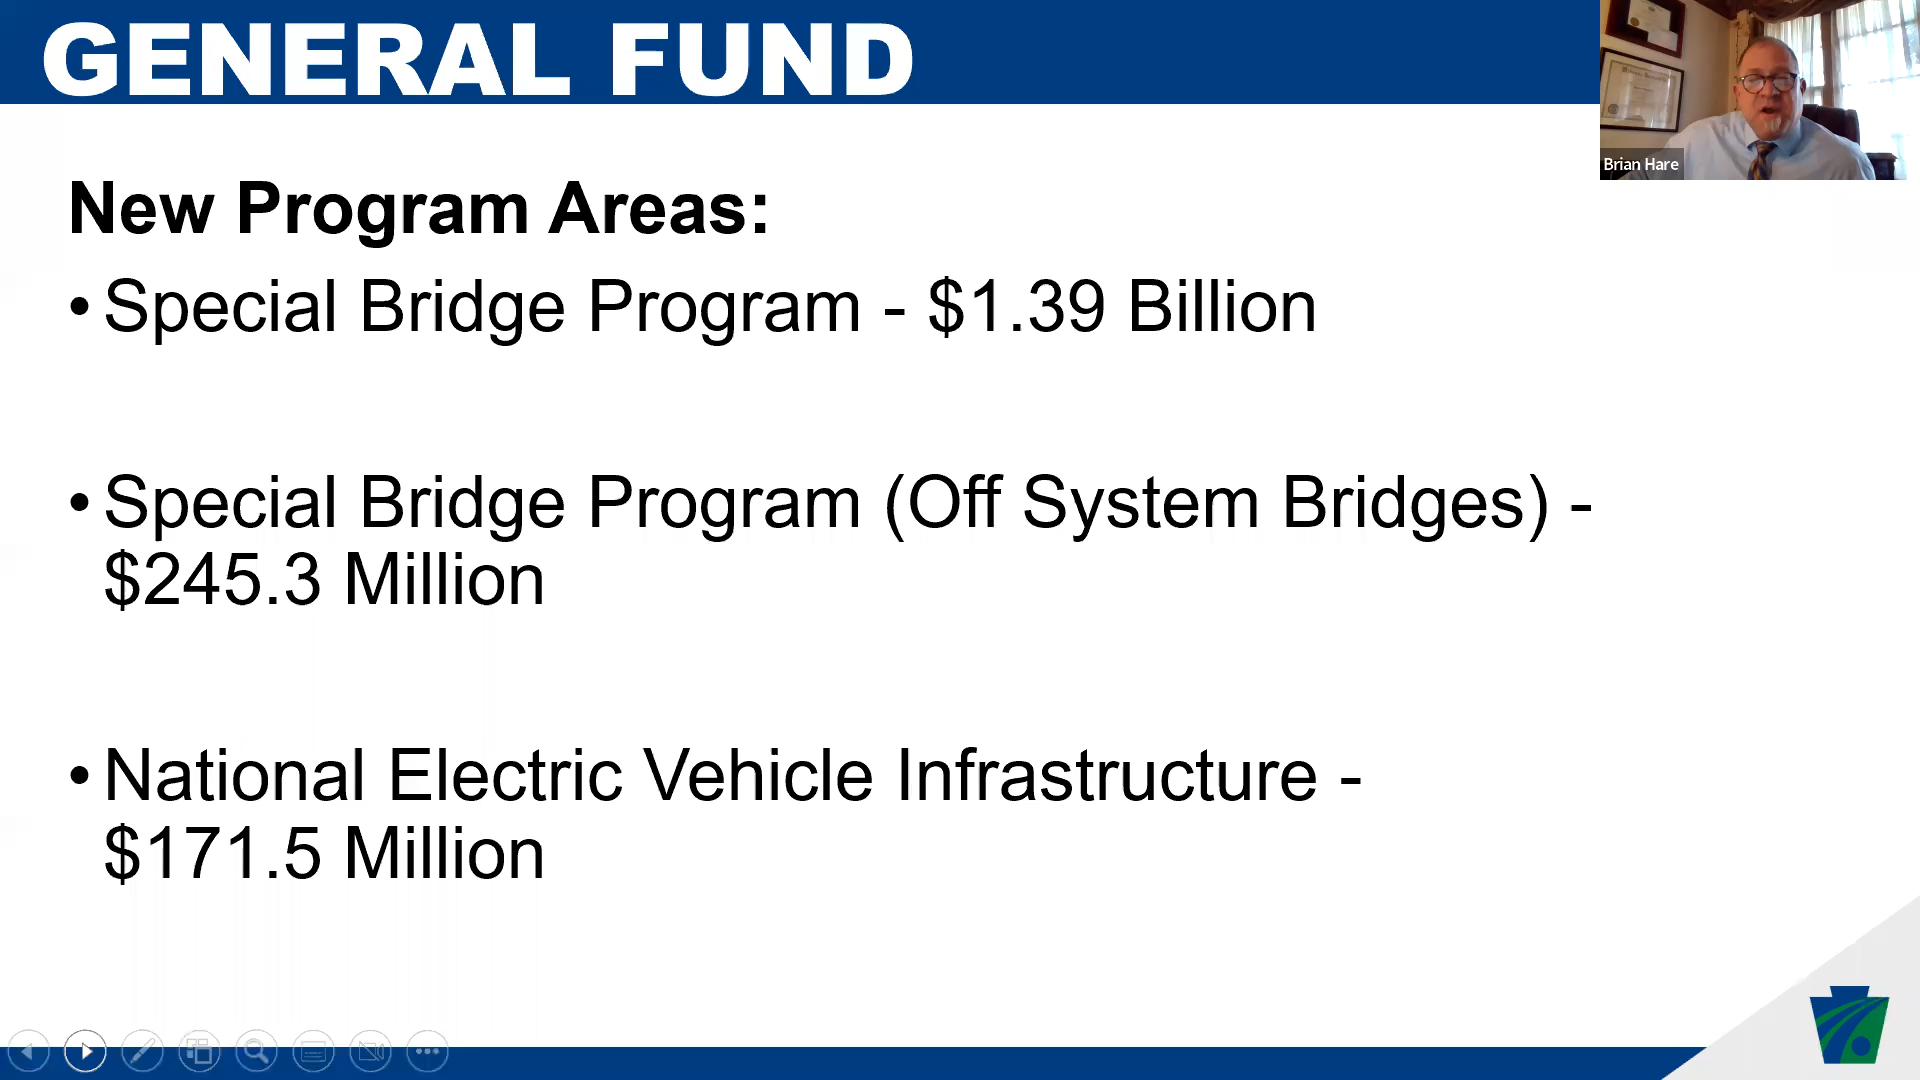 GENERAL FUND
Brian Hare
New Program Areas:
• Special Bridge Program - $1.39 Billion
• Special Bridge Program (Off System Bridges) -
$245.3 Million
• National Electric Vehicle Infrastructure -
$171.5 Million